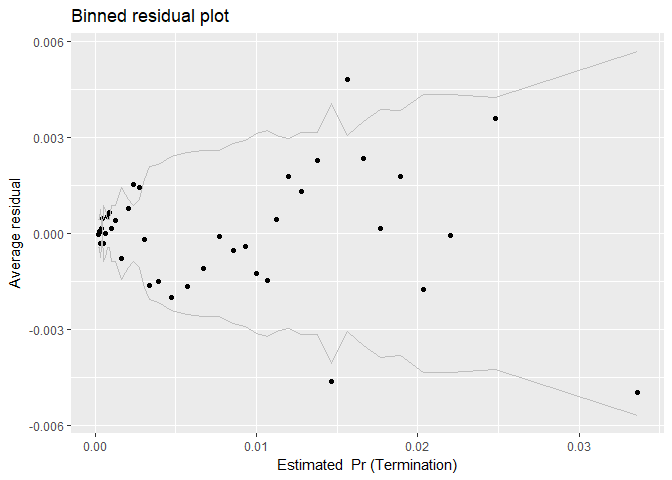 Binned residual plot
0.006
0.003
0.000
-0.003
-0.006
Average residual
0.00 0.01 0.02 0.03
Estimated  Pr (Termination)